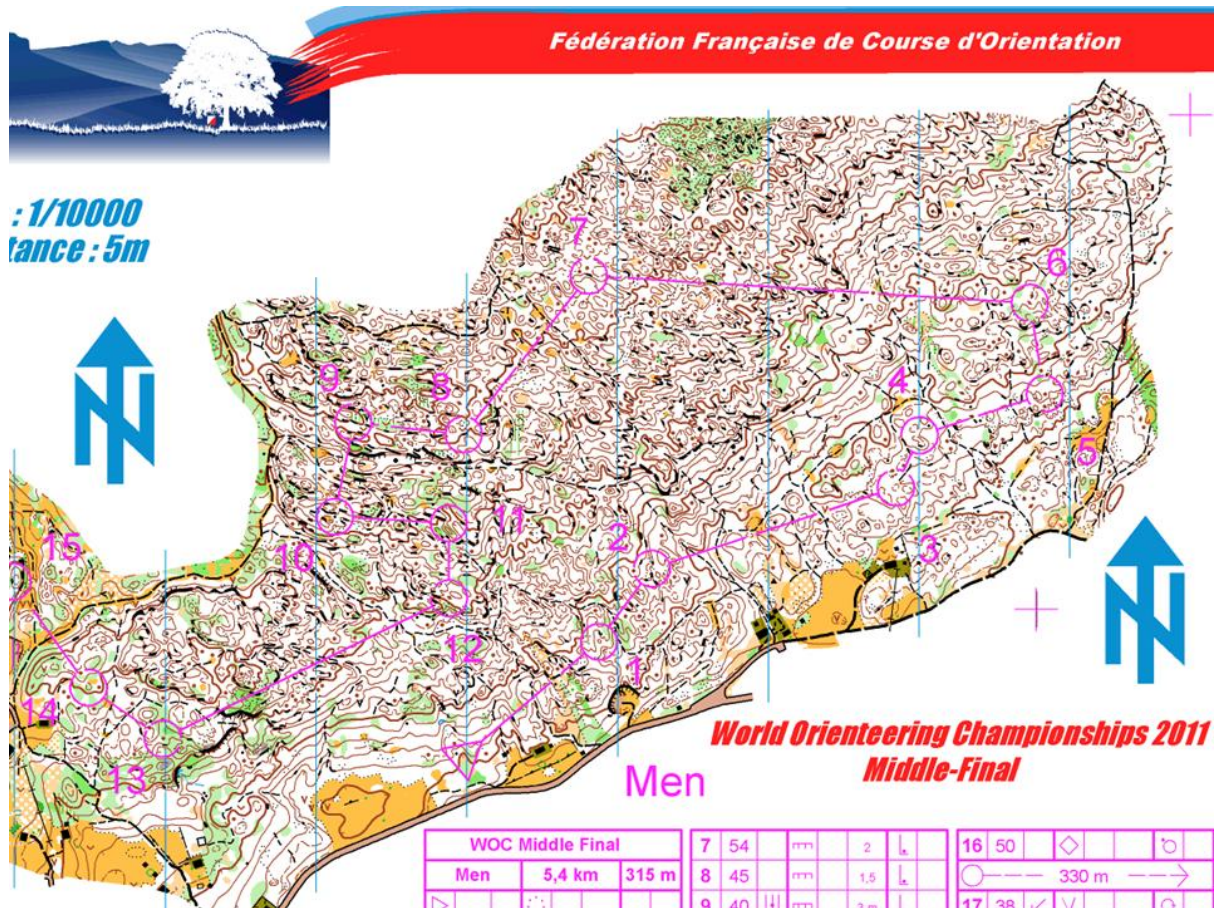 Fédération Française de Course d'Orientation
: 1/10000
tance : 5m
7
6
9
8
4
5
11
2
10
3
15
12
1
14
13
World Orienteering Championships 2011
Middle-Final
Men
WOC Middle Final
Men 5,4 km 315 m
7 54 2
8 45 1,5
9 40
16 50
330 m
17 38